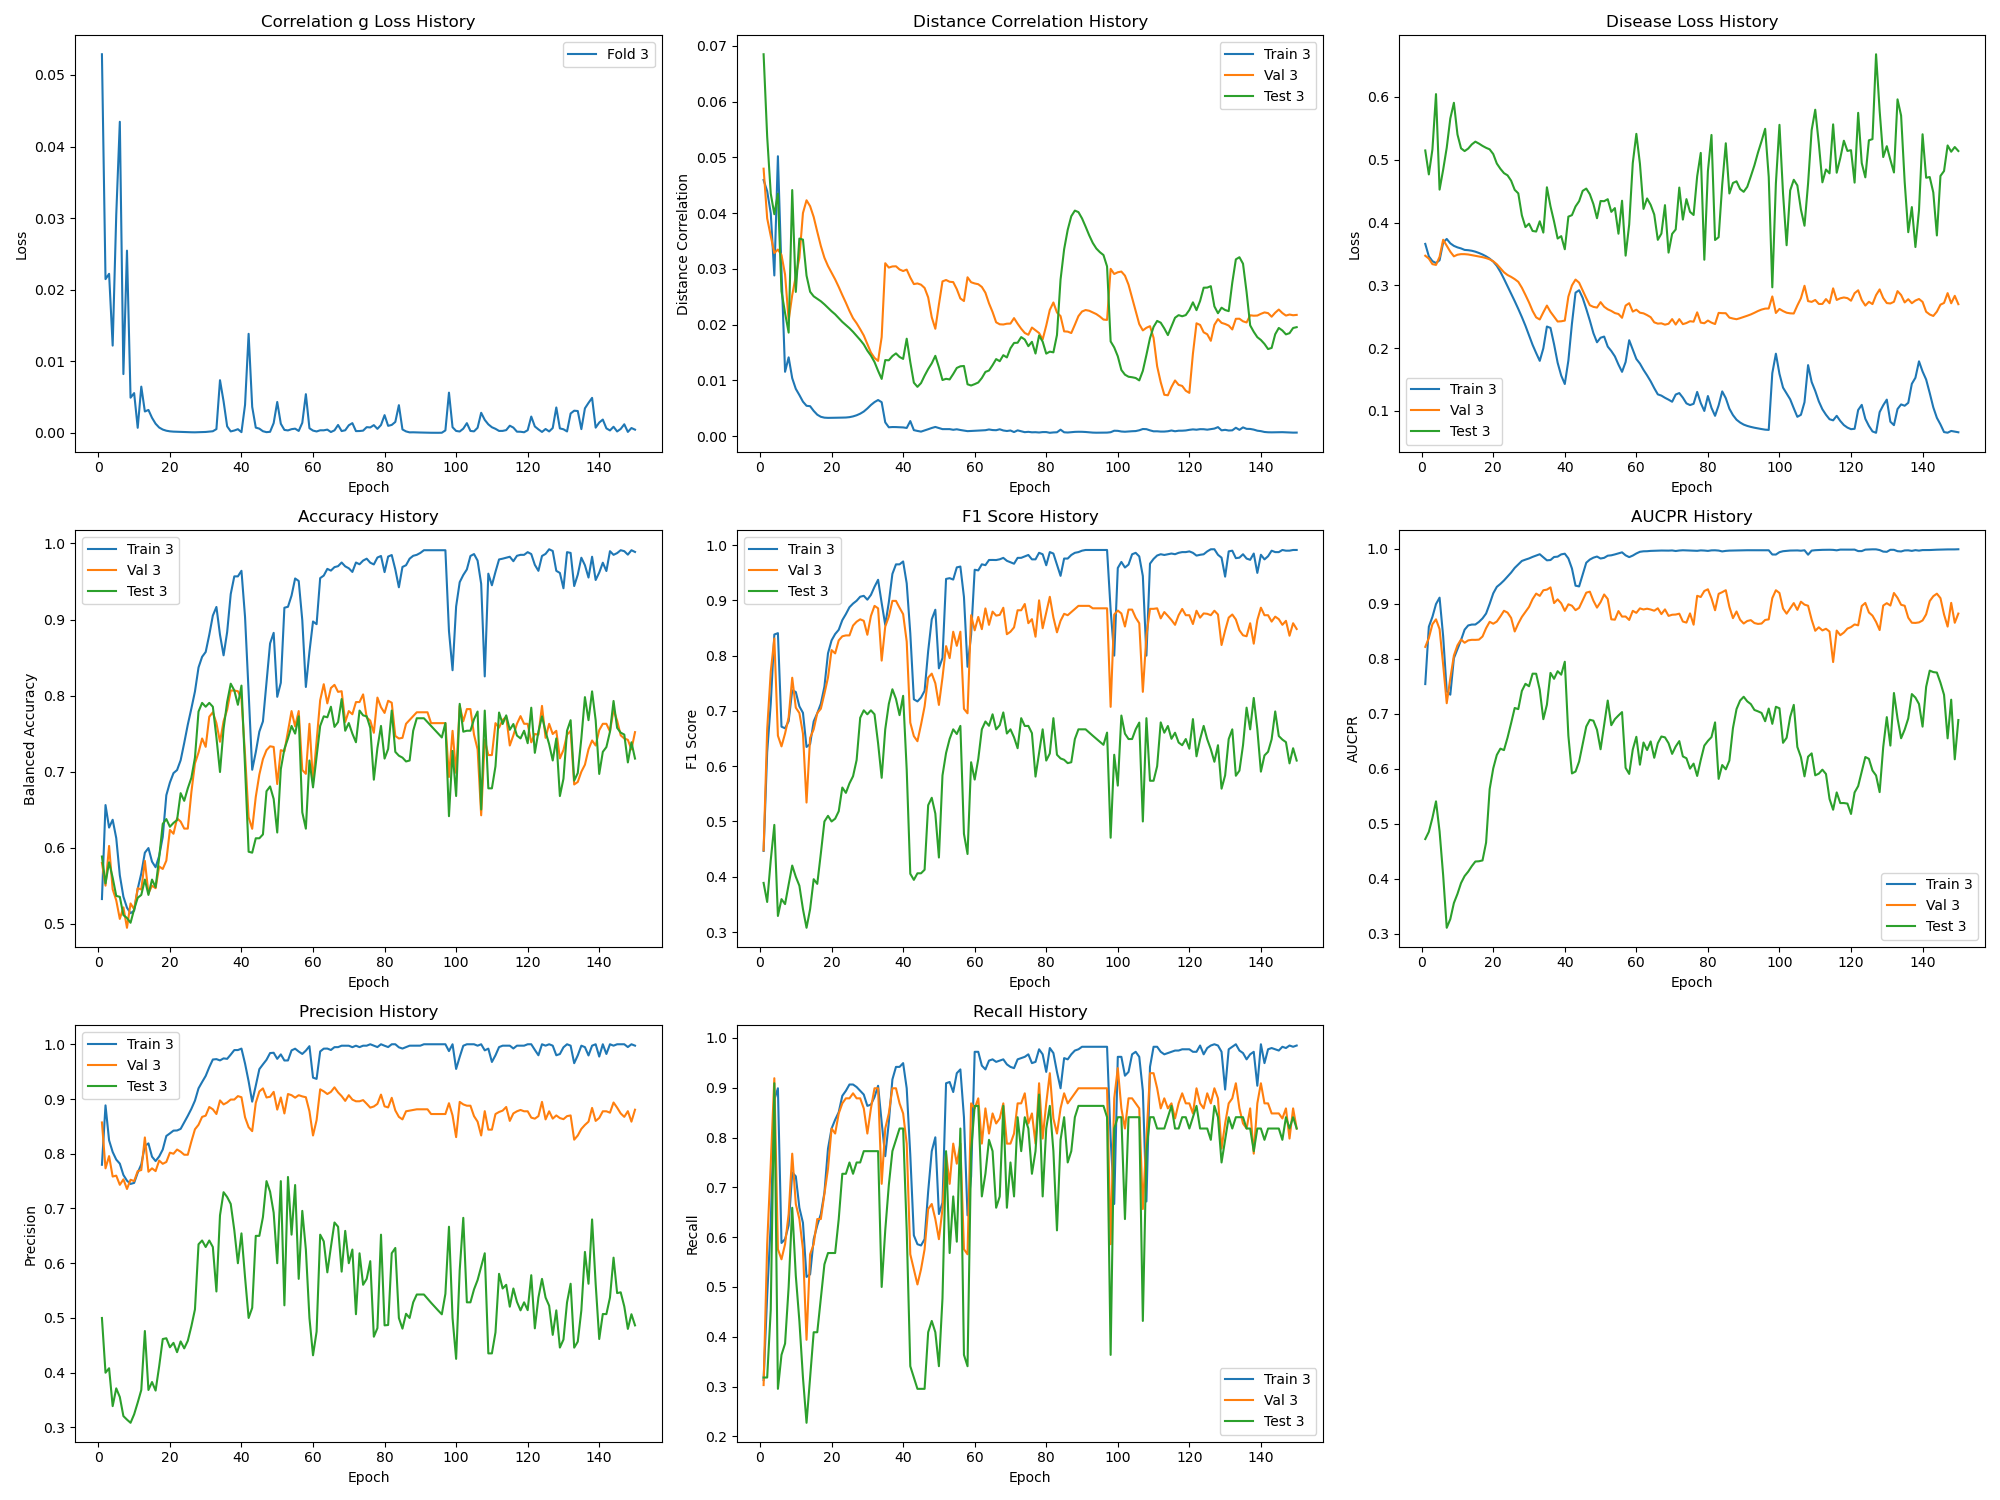 Correlation g Loss History
Loss
0.05
0.04
0.03
0.02
0.01
0.00
Fold 3
0 20 40 60 80 100 120 140
Epoch
Distance Correlation History
Distance Correlation
0.07
0.06
0.05
0.04
0.03
0.02
0.01
0.00
Train 3
Val 3
Test 3
0 20 40 60 80 100 120 140
Epoch
Disease Loss History
Loss
0.6
0.5
0.4
0.3
0.2
0.1
Train 3
Val 3
Test 3
0 20 40 60 80 100 120 140
Epoch
Accuracy History
Balanced Accuracy
1.0
0.9
0.8
0.7
0.6
0.5
Train 3
Val 3
Test 3
0 20 40 60 80 100 120 140
Epoch
F1 Score History
F1 Score
1.0
0.9
0.8
0.7
0.6
0.5
0.4
0.3
Train 3
Val 3
Test 3
0 20 40 60 80 100 120 140
Epoch
AUCPR History
AUCPR
1.0
0.9
0.8
0.7
0.6
0.5
0.4
0.3
Train 3
Val 3
Test 3
0 20 40 60 80 100 120 140
Epoch
Precision History
Precision
1.0
0.9
0.8
0.7
0.6
0.5
0.4
0.3
Train 3
Val 3
Test 3
0 20 40 60 80 100 120 140
Epoch
Recall History
Recall
1.0
0.9
0.8
0.7
0.6
0.5
0.4
0.3
0.2
Train 3
Val 3
Test 3
0 20 40 60 80 100 120 140
Epoch